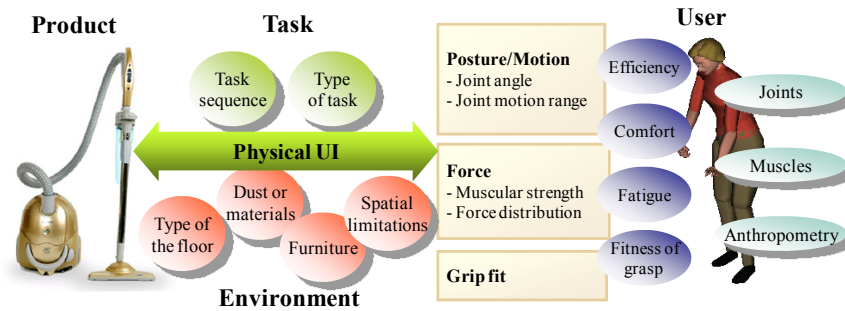 Product
Task
User
Task
sequence
Type
of task
Physical UI
Type of
the floor
Dust or
materials
Furniture
Spatial
limitations
Environment
Posture/Motion
- Joint angle
- Joint motion range
Force
- Muscular strength
- Force distribution
Grip fit
Efficiency
Comfort
Fatigue
Fitness of
grasp
Joints
Muscles
Anthropometry